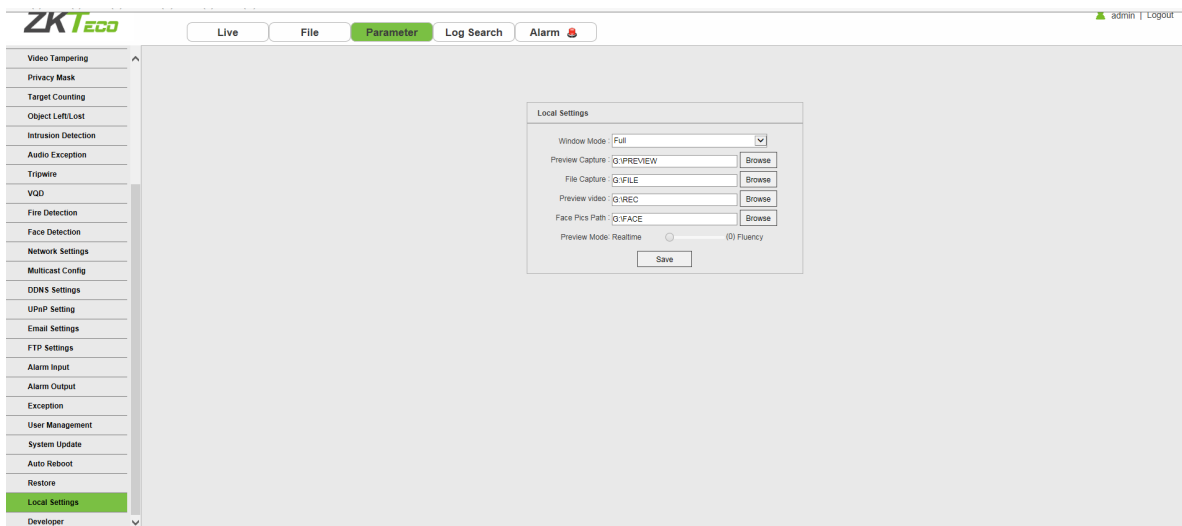 ZKTeco
admin | Logout
Live
File
Parameter
Log Search
Alarm
Video Tampering
Privacy Mask
Target Counting
Object Left/Lost
Intrusion Detection
Audio Exception
Tripwire
VQD
Fire Detection
Face Detection
Network Settings
Multicast Config
DDNS Settings
UPnP Setting
Email Settings
FTP Settings
Alarm Input
Alarm Output
Exception
User Management
System Update
Auto Reboot
Restore
Local Settings
Developer
Local Settings
Window Mode : Full
Preview Capture : G:\PREVIEW Browse
File Capture : G:\FILE Browse
Preview video : G:\REC Browse
Face Pics Path : G:\FACE Browse
Preview Mode: Realtime (0) Fluency
Save